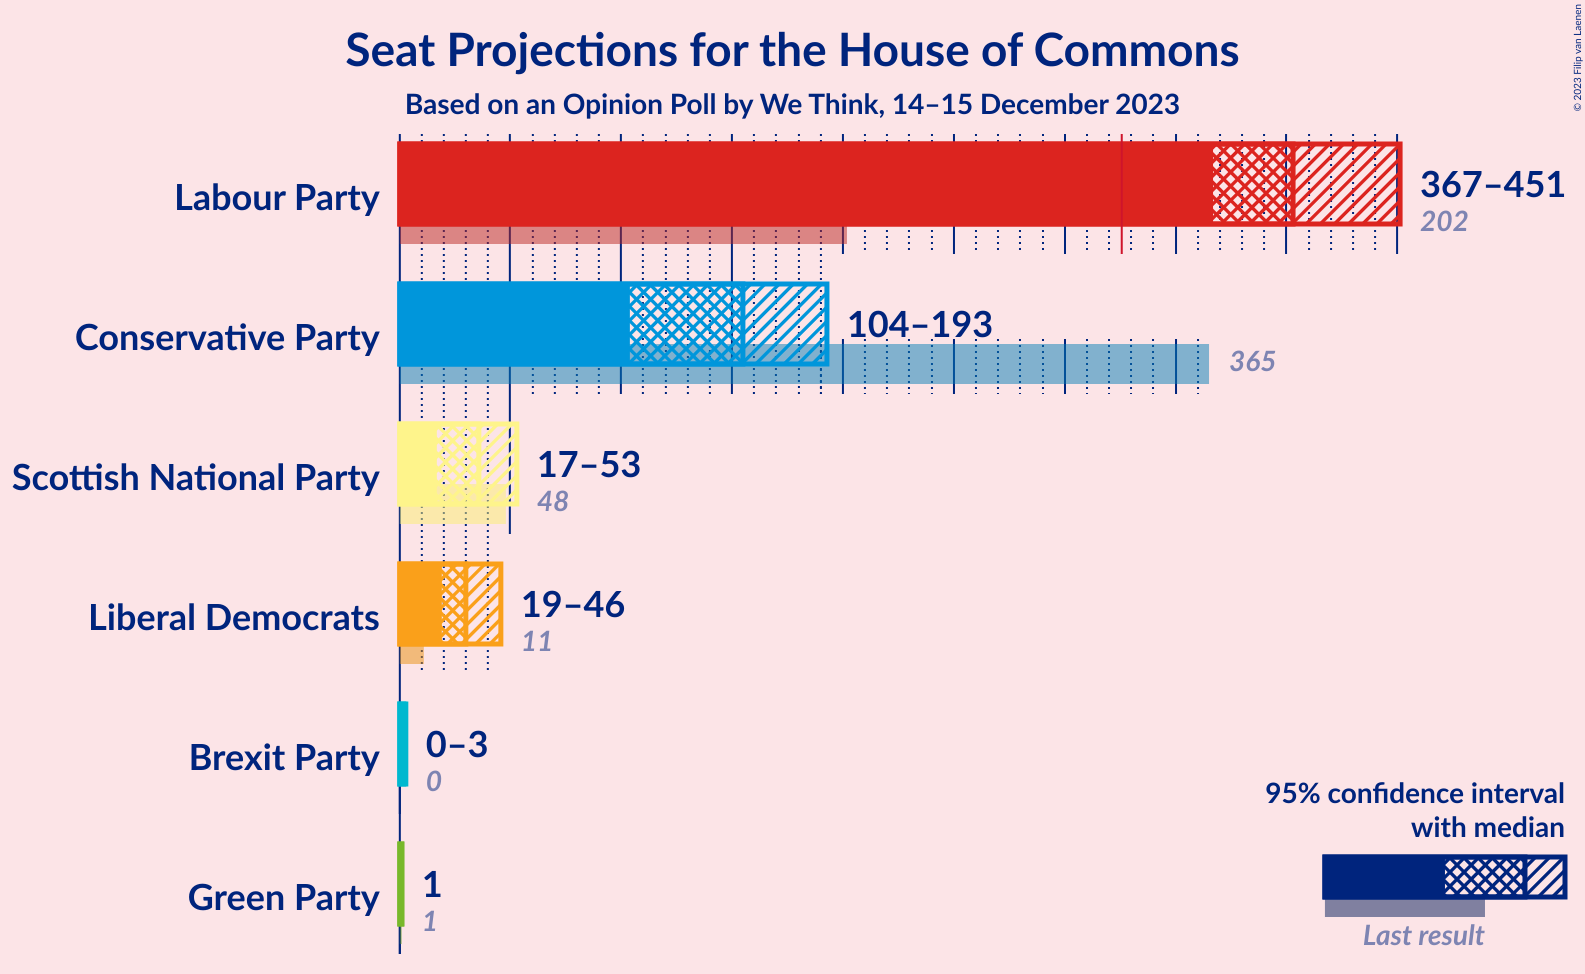 Seat Projections for the House of Commons
Based on an Opinion Poll by We Think, 14–15 December 2023
© 2023 Filip van Laenen
Labour Party
367–451
202
Conservative Party
104–193
365
Scottish National Party
17–53
48
Liberal Democrats
19–46
11
Brexit Party
0–3
0
Green Party
1
1
95% confidence interval
with median
Last result